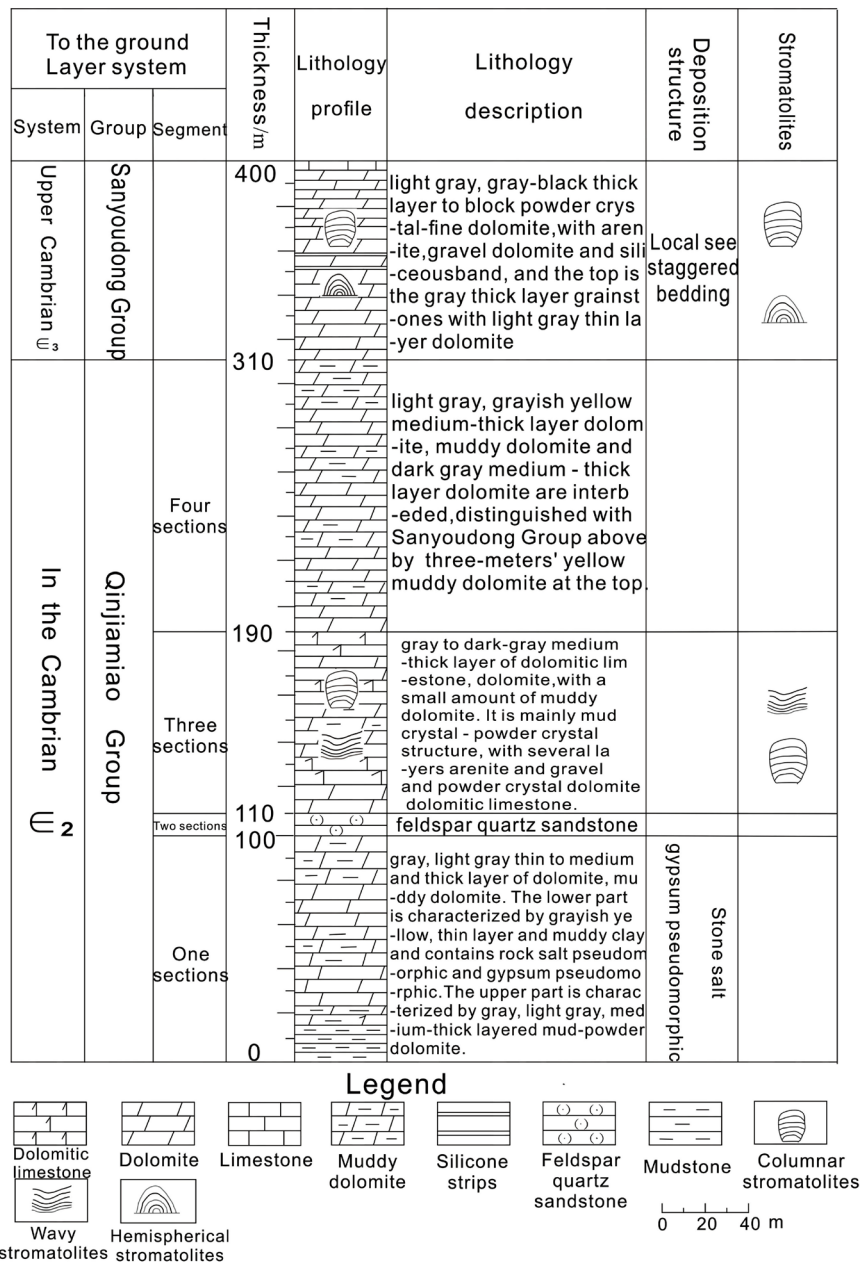 To the ground
Layer system
System
Group
Segment
Thickness/m
Lithology
profile
Lithology
description
Deposition
structure
Stromatolites
Upper Cambrian
∈3
Sanyoudong Group
400
light gray, gray-black thick
layer to block powder crys
-tal-fine dolomite,with aren
-ite,gravel dolomite and sili
-ceousband, and the top is
the gray thick layer grainst
-ones with light gray thin la
-yer dolomite
Local see
staggered
bedding
310
In the Cambrian
∈2
Qinjiamiao Group
Four
sections
light gray, grayish yellow
medium-thick layer dolom
-ite, muddy dolomite and
dark gray medium - thick
layer dolomite are interb
-eded,distinguished with
Sanyoudong Group above
by three-meters' yellow
muddy dolomite at the top.
190
Three
sections
gray to dark-gray medium
-thick layer of dolomitic lim
-estone, dolomite,with a
small amount of muddy
dolomite. It is mainly mud
crystal - powder crystal
structure, with several la
-yers arenite and gravel
and powder crystal dolomite
dolomitic limestone.
110
Two sections
feldspar quartz sandstone
100
One
sections
gray, light gray thin to medium
and thick layer of dolomite, mu
-ddy dolomite. The lower part
is characterized by grayish ye
-llow, thin layer and muddy clay
and contains rock salt pseudom
-orphic and gypsum pseudomo
-rphic.The upper part is charac
-terized by gray, light gray, med
-ium-thick layered mud-powder
dolomite.
Stone salt
gypsum pseudomorphic
0
Legend
Dolomitic
limestone
Dolomite
Limestone
Muddy
dolomite
Silicone
strips
Feldspar
quartz
sandstone
Mudstone
Columnar
stromatolites
Wavy
stromatolites
Hemispherical
stromatolites
0 20 40 m